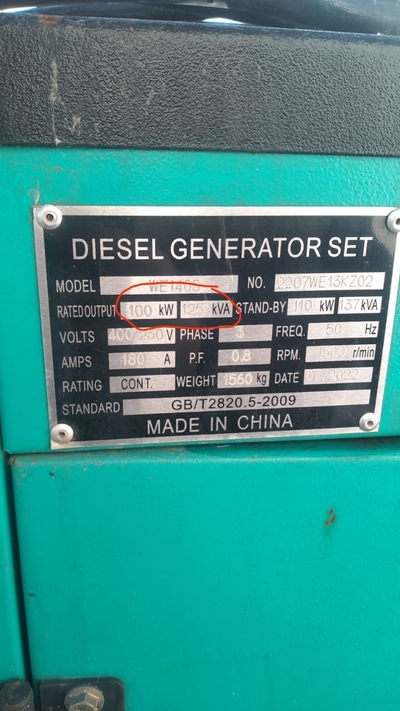 DIESEL GENERATOR SET
MODEL WE140S NO. 2207WE13KZ02
RATED OUTPUT 100 kW 125 kVA STAND-BY 110 kW 137 kVA
VOLTS V PHASE 3 FREQ. 50 Hz
AMPS 180 A P.F. 0.8 RPM. 1500 r/min
RATING CONT. WEIGHT 1560 kg DATE 07.2022
STANDARD GB/T2820.5-2009
MADE IN CHINA